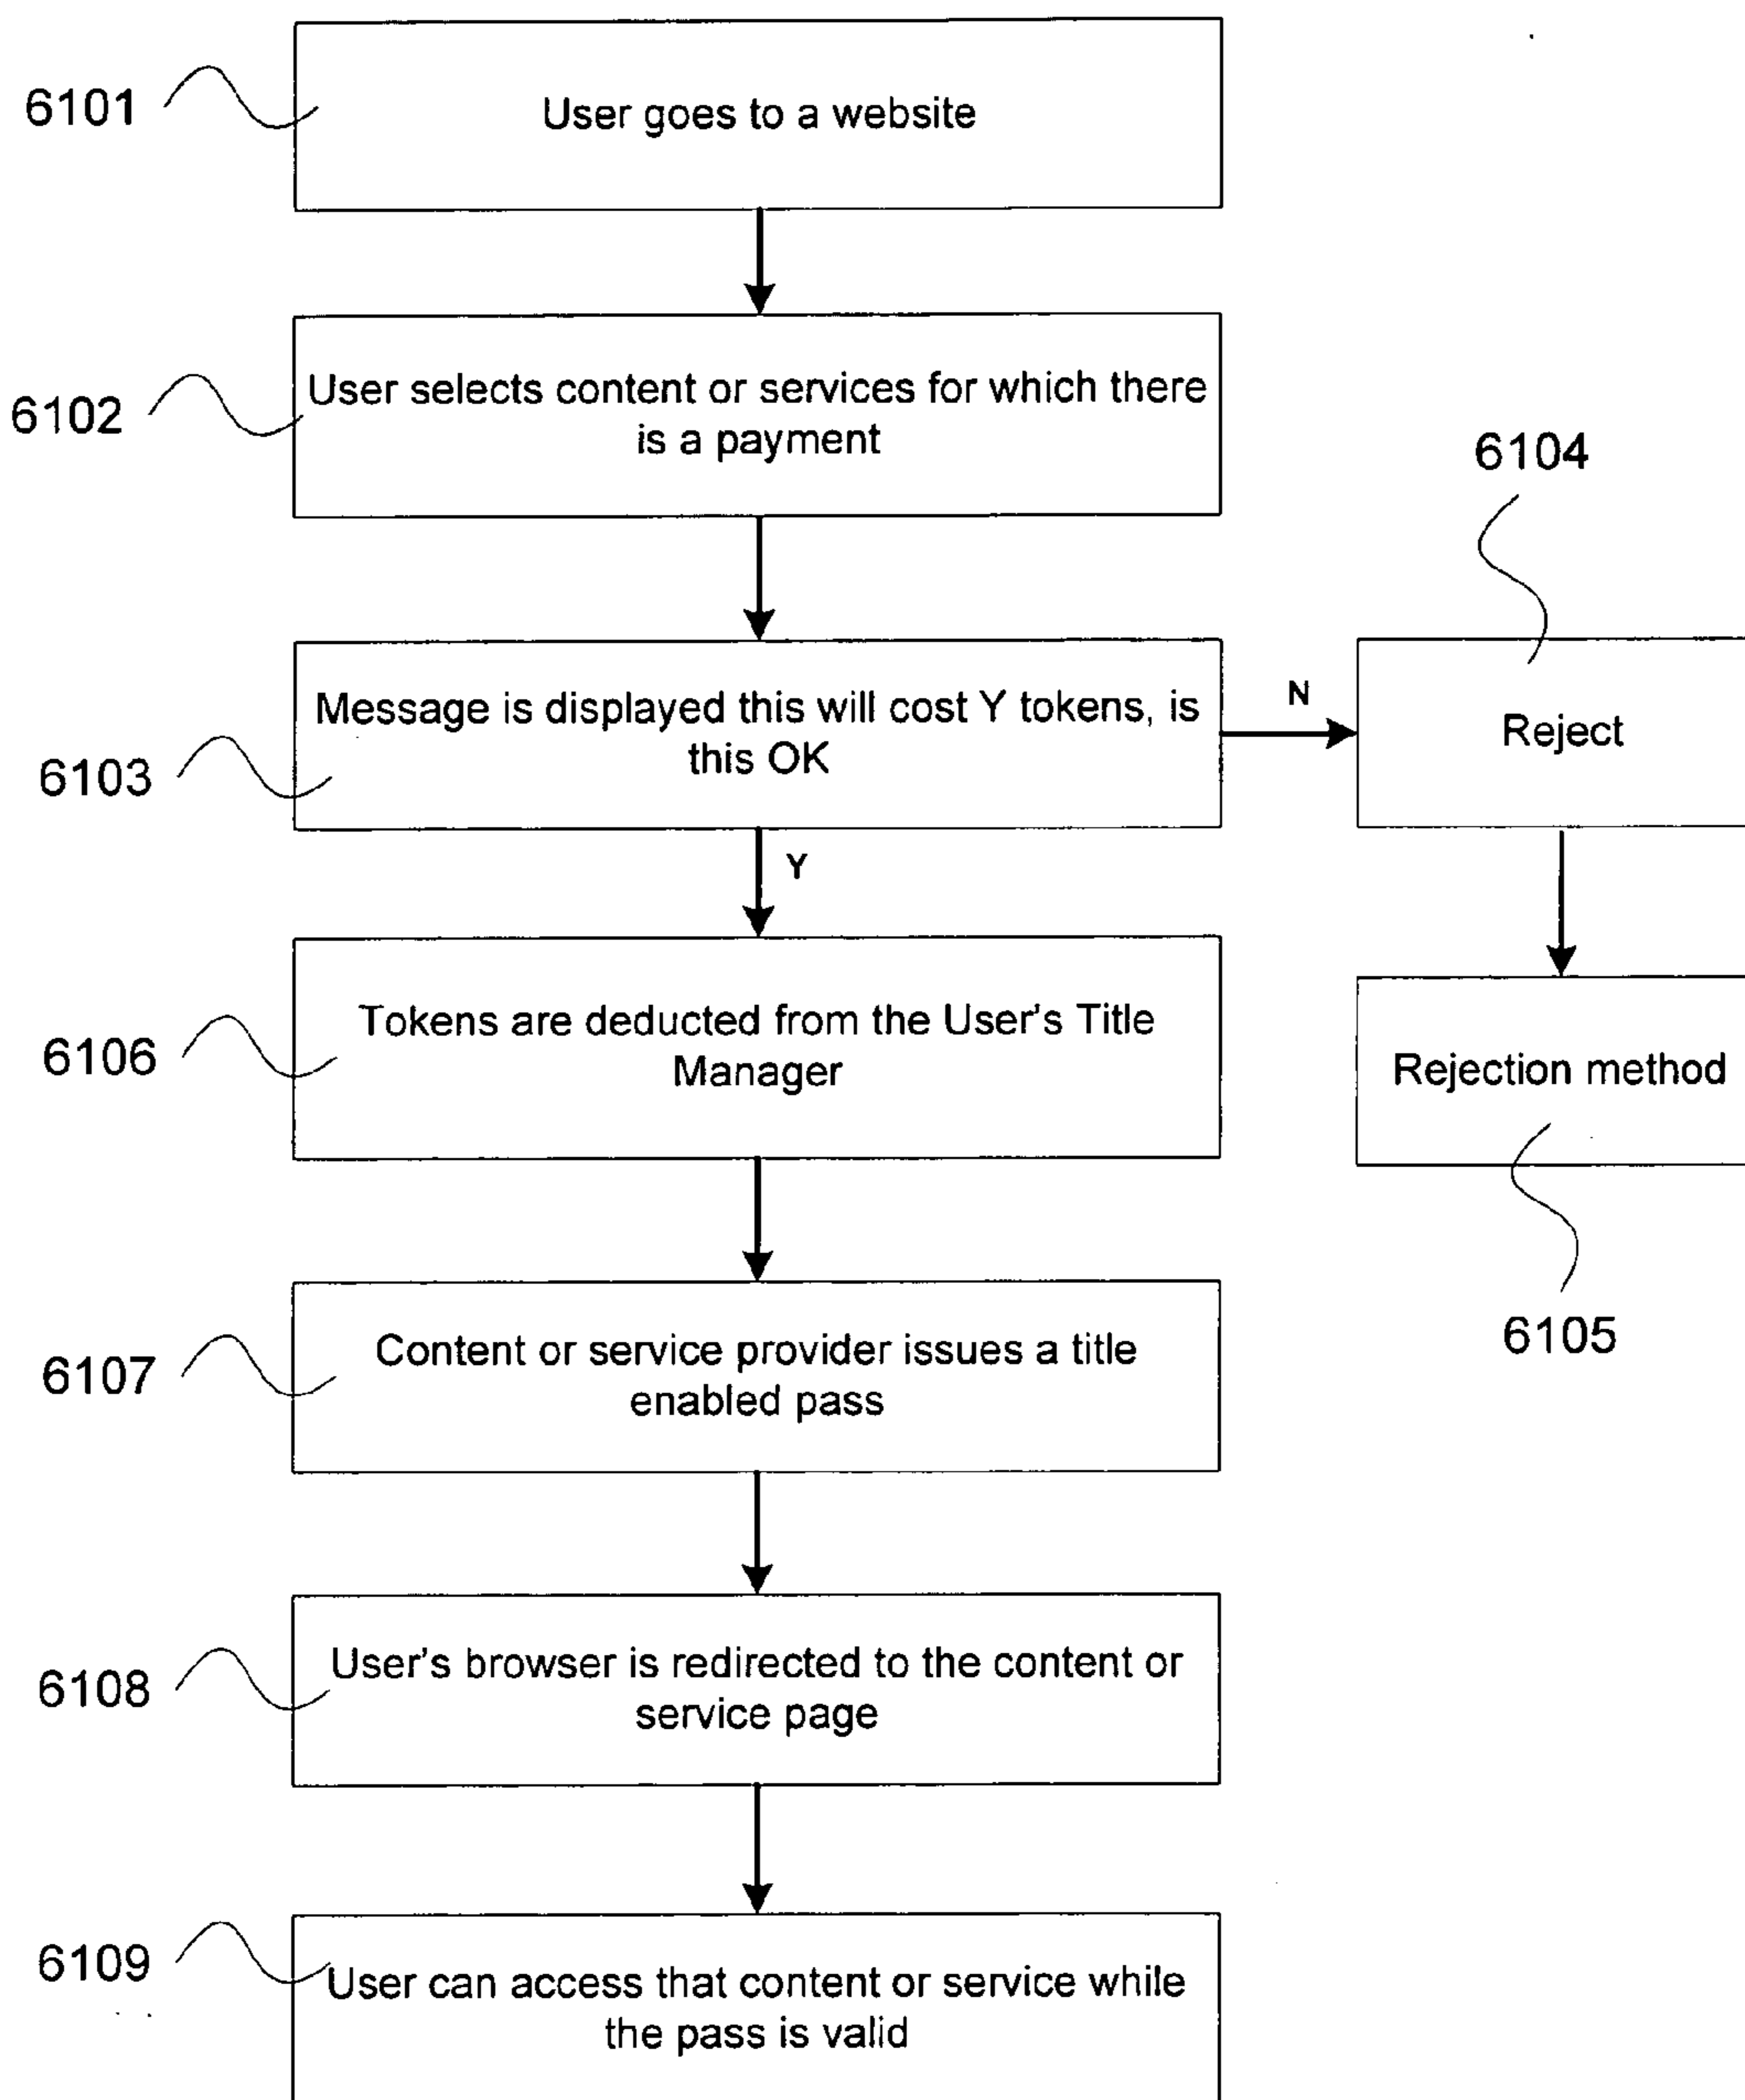 6101
User goes to a website
6102
User selects content or services for which there
is a payment
6104
6103
Message is displayed this will cost Y tokens, is
this OK
N
Reject
Y
6106
Tokens are deducted from the User's Title
Manager
Rejection method
6105
6107
Content or service provider issues a title
enabled pass
6108
User's browser is redirected to the content or
service page
6109
User can access that content or service while
the pass is valid